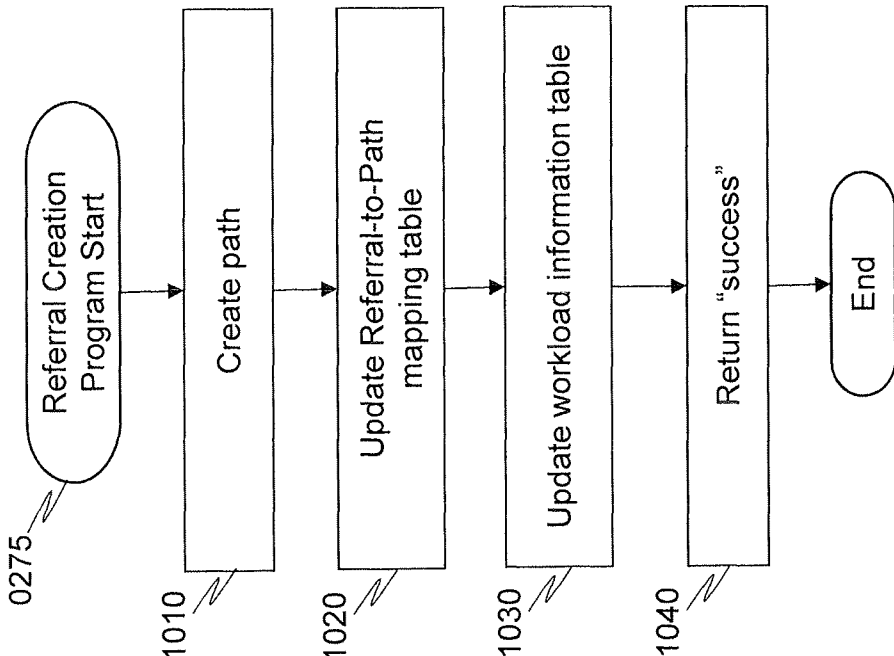 0275
Referral Creation
Program Start
1010
Create path
1020
Update Referral-to-Path
mapping table
1030
Update workload information table
1040
Return "success"
End